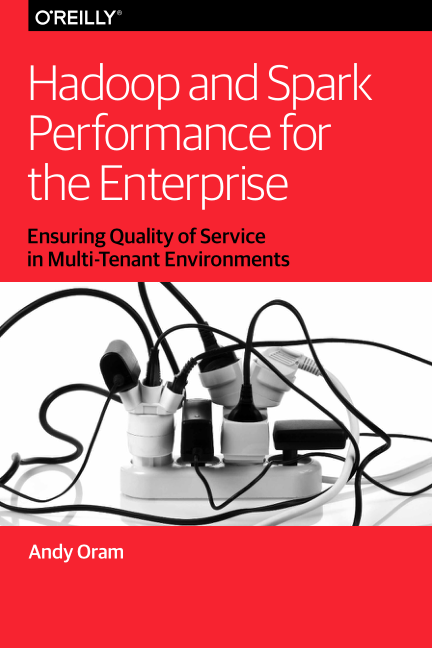 O'REILLY®
Hadoop and Spark
Performance for
the Enterprise
Ensuring Quality of Service
in Multi-Tenant Environments
Andy Oram